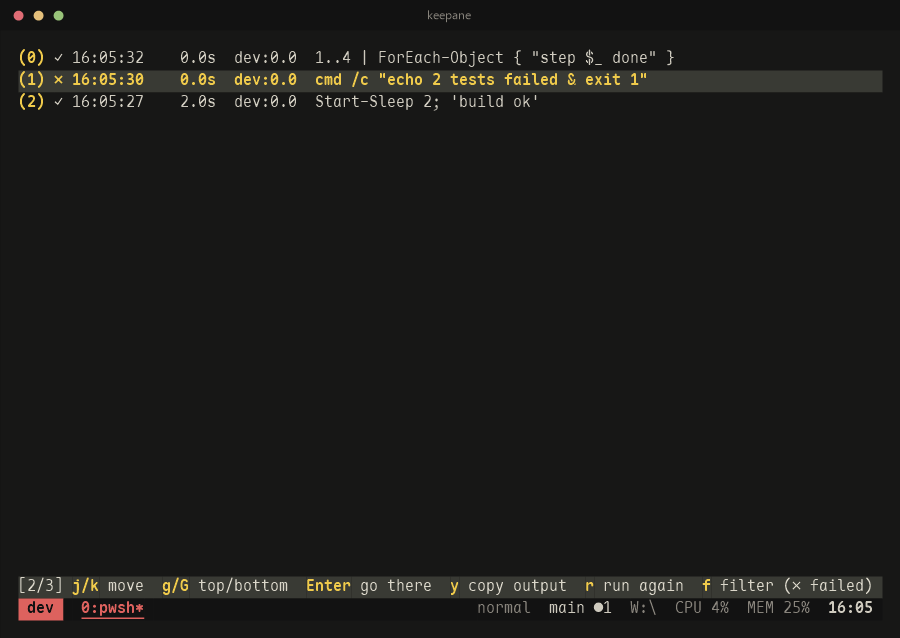 keepane
(0) ✓ 16:05:32    0.0s  dev:0.0  1..4 | ForEach-Object { "step $_ done" }
(1) × 16:05:30    0.0s  dev:0.0  cmd /c "echo 2 tests failed & exit 1"
(2) ✓ 16:05:27    2.0s  dev:0.0  Start-Sleep 2; 'build ok'
[2/3] j/k move  g/G top/bottom  Enter go there  y copy output  r run again  f filter (× failed)
dev  0:pwsh*  normal  main ●1  W:\  CPU 4%  MEM 25%  16:05